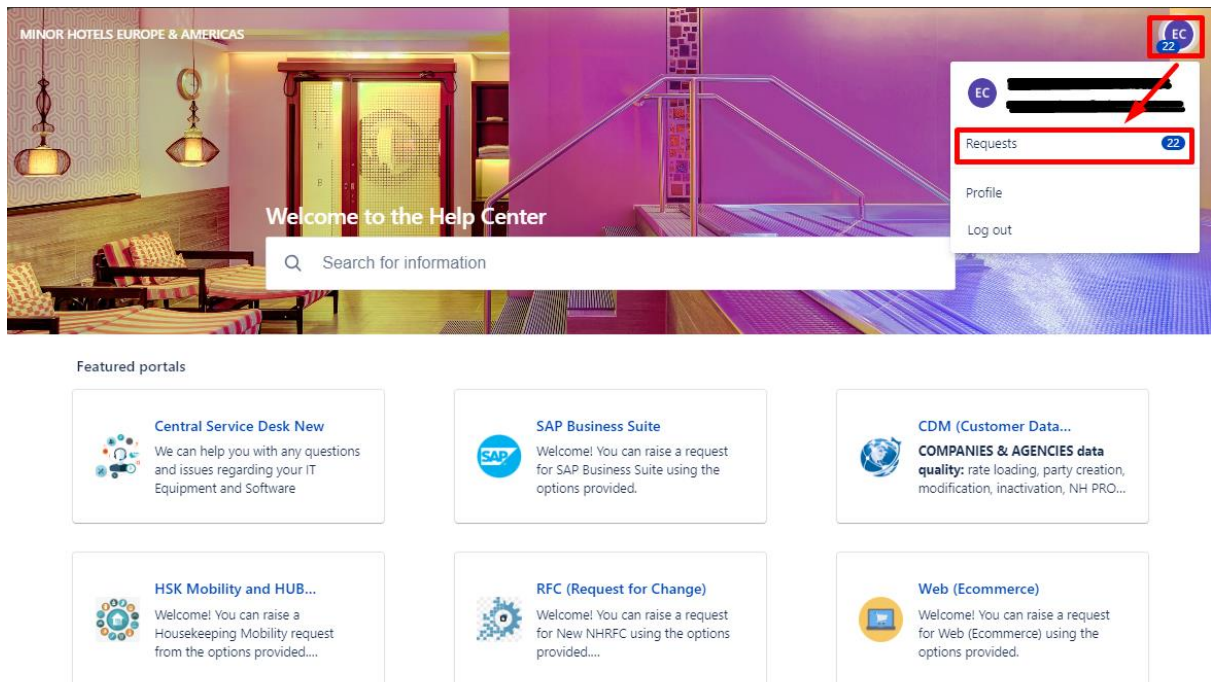 MINOR HOTELS EUROPE & AMERICAS
EC
22
EC
Requests 22
Profile
Log out
Welcome to the Help Center
Search for information
Featured portals
Central Service Desk New
We can help you with any questions
and issues regarding your IT
Equipment and Software
SAP
SAP Business Suite
Welcome! You can raise a request
for SAP Business Suite using the
options provided.
CDM (Customer Data...
COMPANIES & AGENCIES data
quality: rate loading, party creation,
modification, inactivation, NH PRO...
HSK Mobility and HUB...
Welcome! You can raise a
Housekeeping Mobility request
from the options provided....
RFC (Request for Change)
Welcome! You can raise a request
for New NHRFC using the options
provided....
Web (Ecommerce)
Welcome! You can raise a request
for Web (Ecommerce) using the
options provided.